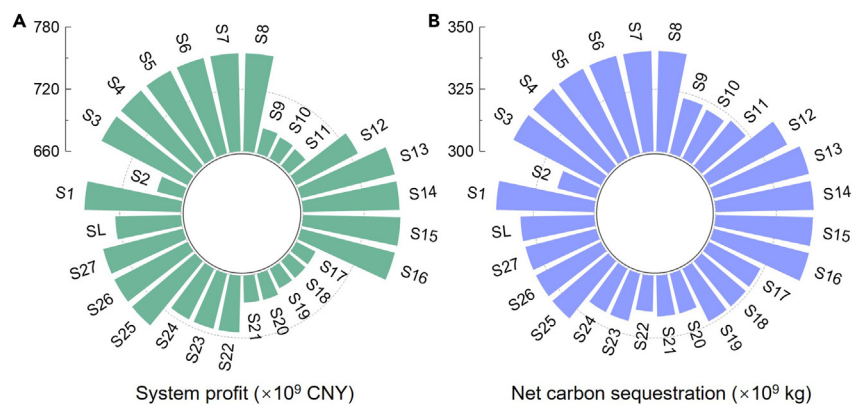 A
780
720
660
S1
S2
S3
S4
S5
S6
S7
S8
S9
S10
S11
S12
S13
S14
S15
S16
S17
S18
S19
S20
S21
S22
S23
S24
S25
S26
S27
SL
System profit (×10⁹ CNY)
B
350
325
300
S1
S2
S3
S4
S5
S6
S7
S8
S9
S10
S11
S12
S13
S14
S15
S16
S17
S18
S19
S20
S21
S22
S23
S24
S25
S26
S27
SL
Net carbon sequestration (×10⁹ kg)